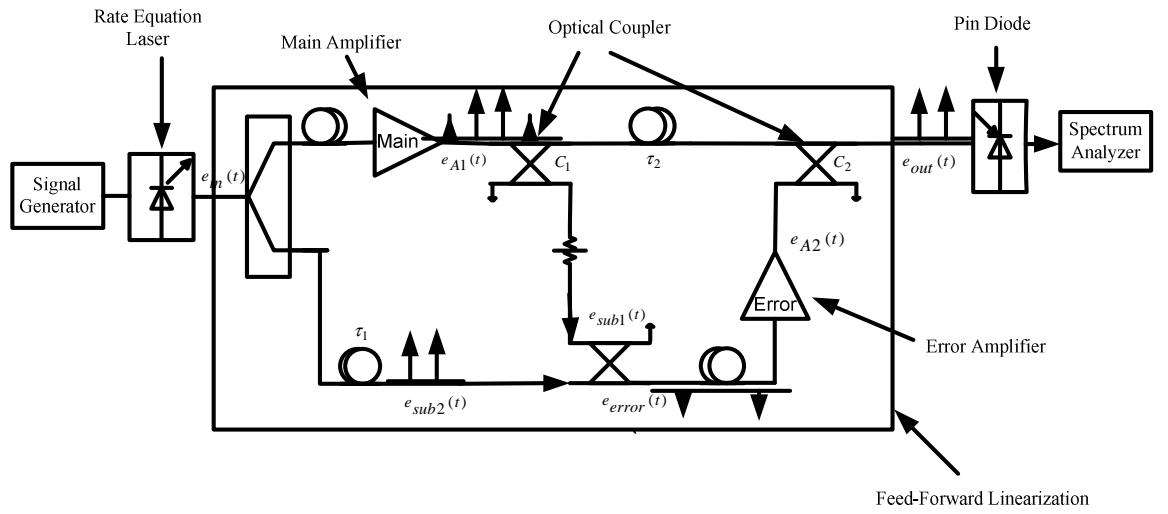 Rate Equation
Laser
Main Amplifier
Optical Coupler
Pin Diode
Signal
Generator
e_in(t)
Main
e_A1(t)
C_1
τ_2
C_2
e_out(t)
Spectrum
Analyzer
e_A2(t)
Error
τ_1
e_sub1(t)
Error Amplifier
e_sub2(t)
e_error(t)
Feed-Forward Linearization